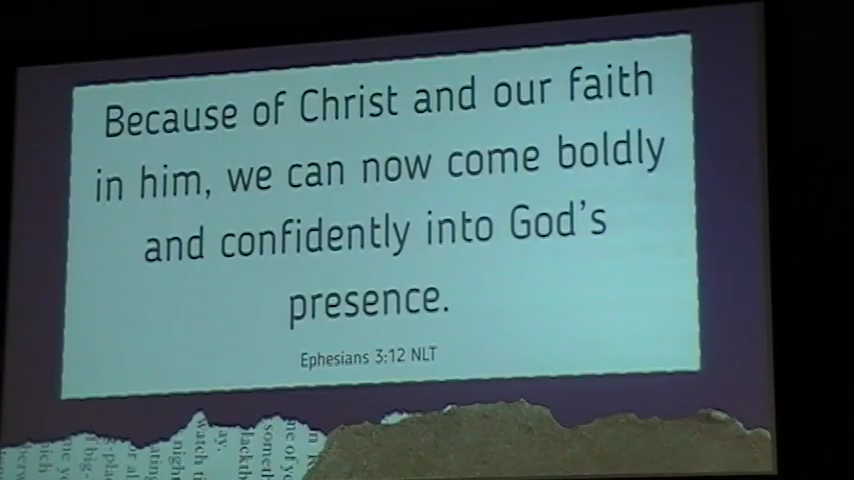 Because of Christ and our faith
in him, we can now come boldly
and confidently into God's
presence.
Ephesians 3:12 NLT